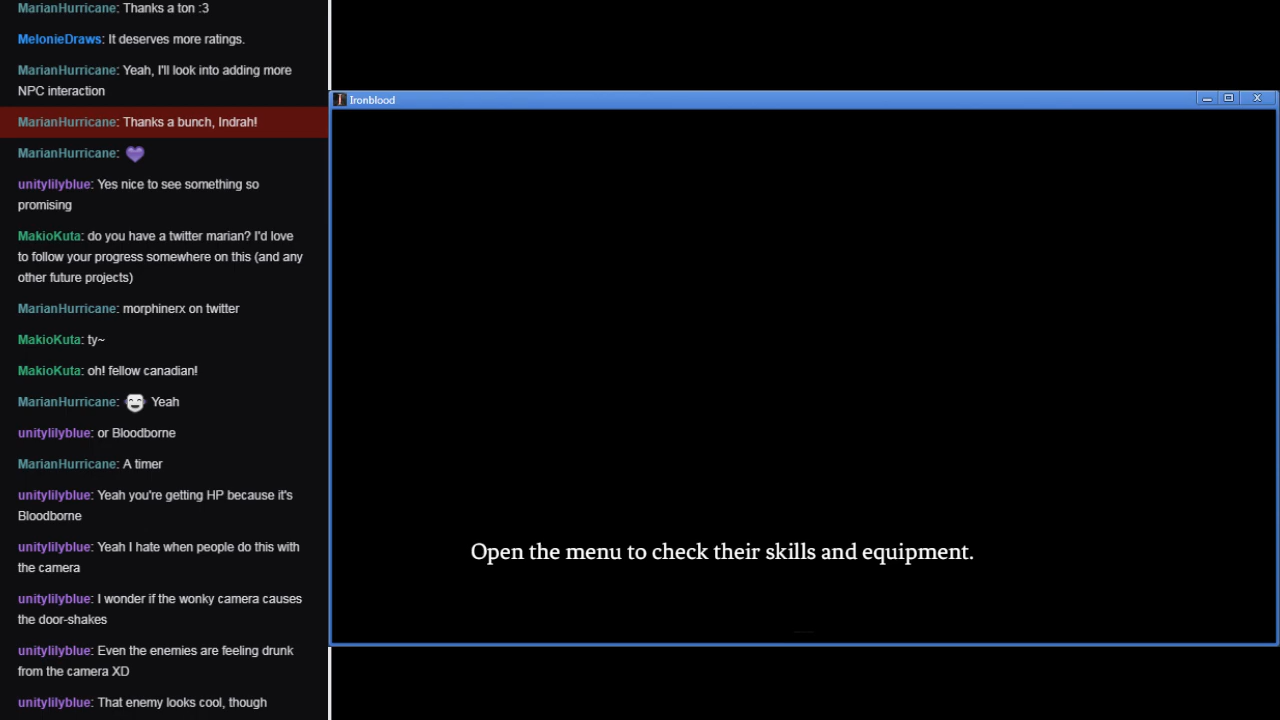 MarianHurricane: Thanks a ton :3
MelonieDraws: It deserves more ratings.
MarianHurricane: Yeah, I'll look into adding more
NPC interaction
MarianHurricane: Thanks a bunch, Indrah!
MarianHurricane:
unitylilyblue: Yes nice to see something so
promising
MakioKuta: do you have a twitter marian? I'd love
to follow your progress somewhere on this (and any
other future projects)
MarianHurricane: morphinerx on twitter
MakioKuta: ty~
MakioKuta: oh! fellow canadian!
MarianHurricane: Yeah
unitylilyblue: or Bloodborne
MarianHurricane: A timer
unitylilyblue: Yeah you're getting HP because it's
Bloodborne
unitylilyblue: Yeah I hate when people do this with
the camera
unitylilyblue: I wonder if the wonky camera causes
the door-shakes
unitylilyblue: Even the enemies are feeling drunk
from the camera XD
unitylilyblue: That enemy looks cool, though
Ironblood
Open the menu to check their skills and equipment.